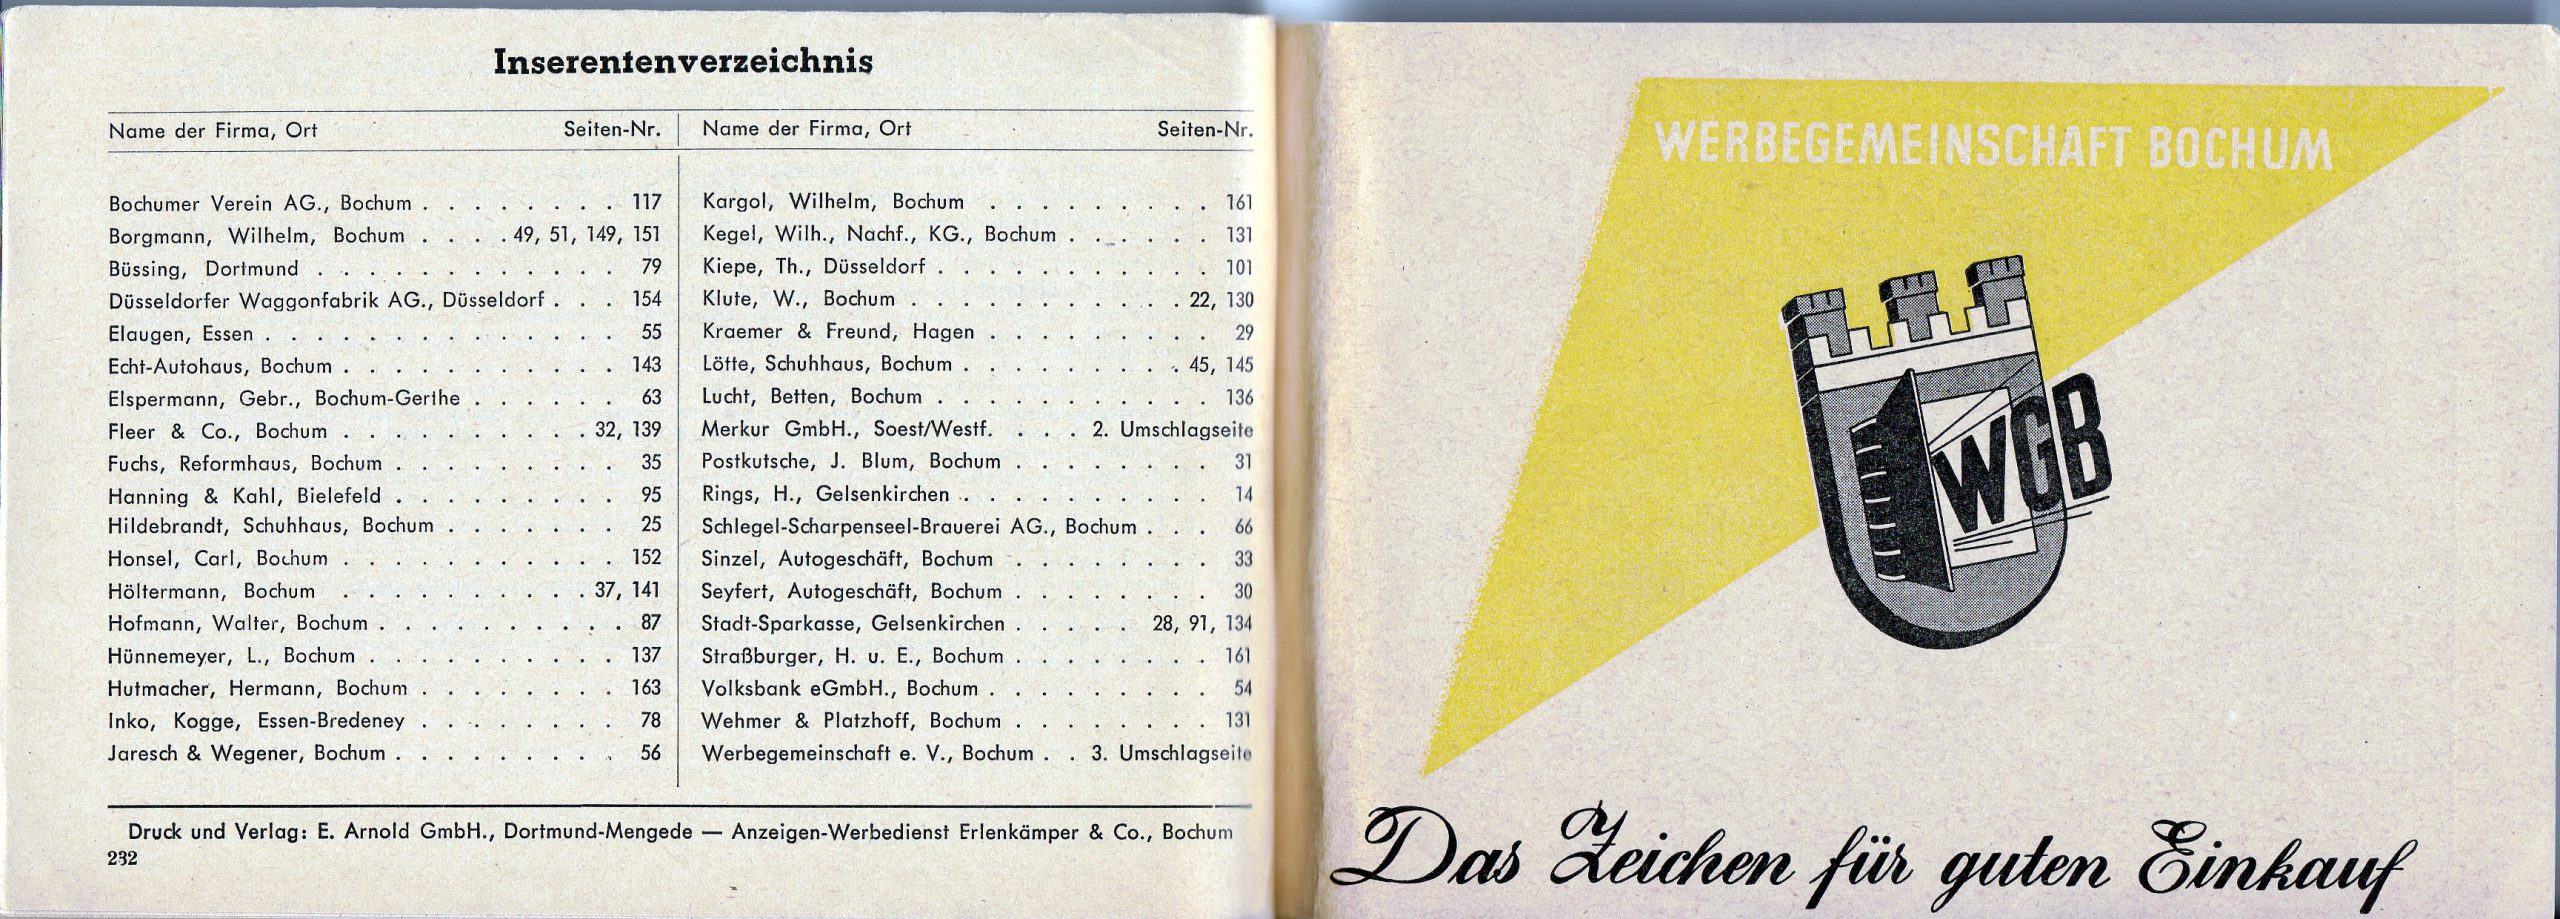 Inserentenverzeichnis
Name der Firma, Ort Seiten-Nr.
Bochumer Verein AG., Bochum . . . . . . . . 117
Borgmann, Wilhelm, Bochum . . . . 49, 51, 149, 151
Büssing, Dortmund . . . . . . . . . . . . 79
Düsseldorfer Waggonfabrik AG., Düsseldorf . . . 154
Elaugen, Essen . . . . . . . . . . . . . . 55
Echt-Autohaus, Bochum . . . . . . . . . . . 143
Elspermann, Gebr., Bochum-Gerthe . . . . . . 63
Fleer & Co., Bochum . . . . . . . . . . 32, 139
Fuchs, Reformhaus, Bochum . . . . . . . . . 35
Hanning & Kahl, Bielefeld . . . . . . . . . 95
Hildebrandt, Schuhhaus, Bochum . . . . . . . 25
Honsel, Carl, Bochum . . . . . . . . . . . 152
Höltermann, Bochum . . . . . . . . . . 37, 141
Hofmann, Walter, Bochum . . . . . . . . . . 87
Hünnemeyer, L., Bochum . . . . . . . . . . 137
Hutmacher, Hermann, Bochum . . . . . . . . 163
Inko, Kogge, Essen-Bredeney . . . . . . . . 78
Jaresch & Wegener, Bochum . . . . . . . . . 56
Name der Firma, Ort Seiten-Nr.
Kargol, Wilhelm, Bochum . . . . . . . . . 161
Kegel, Wilh., Nachf., KG., Bochum . . . . . . 131
Kiepe, Th., Düsseldorf . . . . . . . . . . . 101
Klute, W., Bochum . . . . . . . . . . . 22, 130
Kraemer & Freund, Hagen . . . . . . . . . 29
Lötte, Schuhhaus, Bochum . . . . . . . . . 45, 145
Lucht, Betten, Bochum . . . . . . . . . . . 136
Merkur GmbH., Soest/Westf. . . . 2. Umschlagseite
Postkutsche, J. Blum, Bochum . . . . . . . . 31
Rings, H., Gelsenkirchen . . . . . . . . . . 14
Schlegel-Scharpenseel-Brauerei AG., Bochum . . . 66
Sinzel, Autogeschäft, Bochum . . . . . . . . 33
Seyfert, Autogeschäft, Bochum . . . . . . . . 30
Stadt-Sparkasse, Gelsenkirchen . . . . . 28, 91, 134
Straßburger, H. u. E., Bochum . . . . . . . . 161
Volksbank eGmbH., Bochum . . . . . . . . . 54
Wehmer & Platzhoff, Bochum . . . . . . . . 131
Werbegemeinschaft e. V., Bochum . . 3. Umschlagseite
Druck und Verlag: E. Arnold GmbH., Dortmund-Mengede — Anzeigen-Werbedienst Erlenkämper & Co., Bochum
232
WERBEGEMEINSCHAFT BOCHUM
WGB
Das Zeichen für guten Einkauf